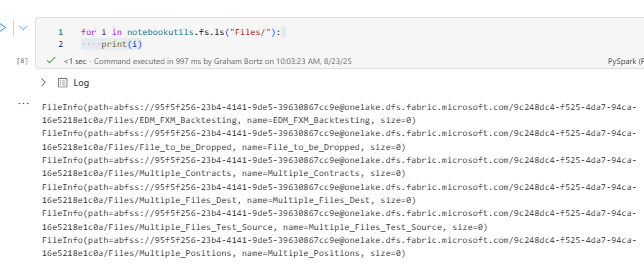 1 for i in notebookutils.fs.ls("Files/"):
2 ····print(i)
[8] ✓ <1 sec - Command executed in 997 ms by Graham Bortz on 10:03:23 AM, 8/23/25 PySpark (
> Log
... FileInfo(path=abfss://95f5f256-23b4-4141-9de5-39630867cc9e@onelake.dfs.fabric.microsoft.com/9c248dc4-f525-4da7-94ca-
16e5218e1c0a/Files/EDM_FXM_Backtesting, name=EDM_FXM_Backtesting, size=0)
FileInfo(path=abfss://95f5f256-23b4-4141-9de5-39630867cc9e@onelake.dfs.fabric.microsoft.com/9c248dc4-f525-4da7-94ca-
16e5218e1c0a/Files/File_to_be_Dropped, name=File_to_be_Dropped, size=0)
FileInfo(path=abfss://95f5f256-23b4-4141-9de5-39630867cc9e@onelake.dfs.fabric.microsoft.com/9c248dc4-f525-4da7-94ca-
16e5218e1c0a/Files/Multiple_Contracts, name=Multiple_Contracts, size=0)
FileInfo(path=abfss://95f5f256-23b4-4141-9de5-39630867cc9e@onelake.dfs.fabric.microsoft.com/9c248dc4-f525-4da7-94ca-
16e5218e1c0a/Files/Multiple_Files_Dest, name=Multiple_Files_Dest, size=0)
FileInfo(path=abfss://95f5f256-23b4-4141-9de5-39630867cc9e@onelake.dfs.fabric.microsoft.com/9c248dc4-f525-4da7-94ca-
16e5218e1c0a/Files/Multiple_Files_Test_Source, name=Multiple_Files_Test_Source, size=0)
FileInfo(path=abfss://95f5f256-23b4-4141-9de5-39630867cc9e@onelake.dfs.fabric.microsoft.com/9c248dc4-f525-4da7-94ca-
16e5218e1c0a/Files/Multiple_Positions, name=Multiple_Positions, size=0)